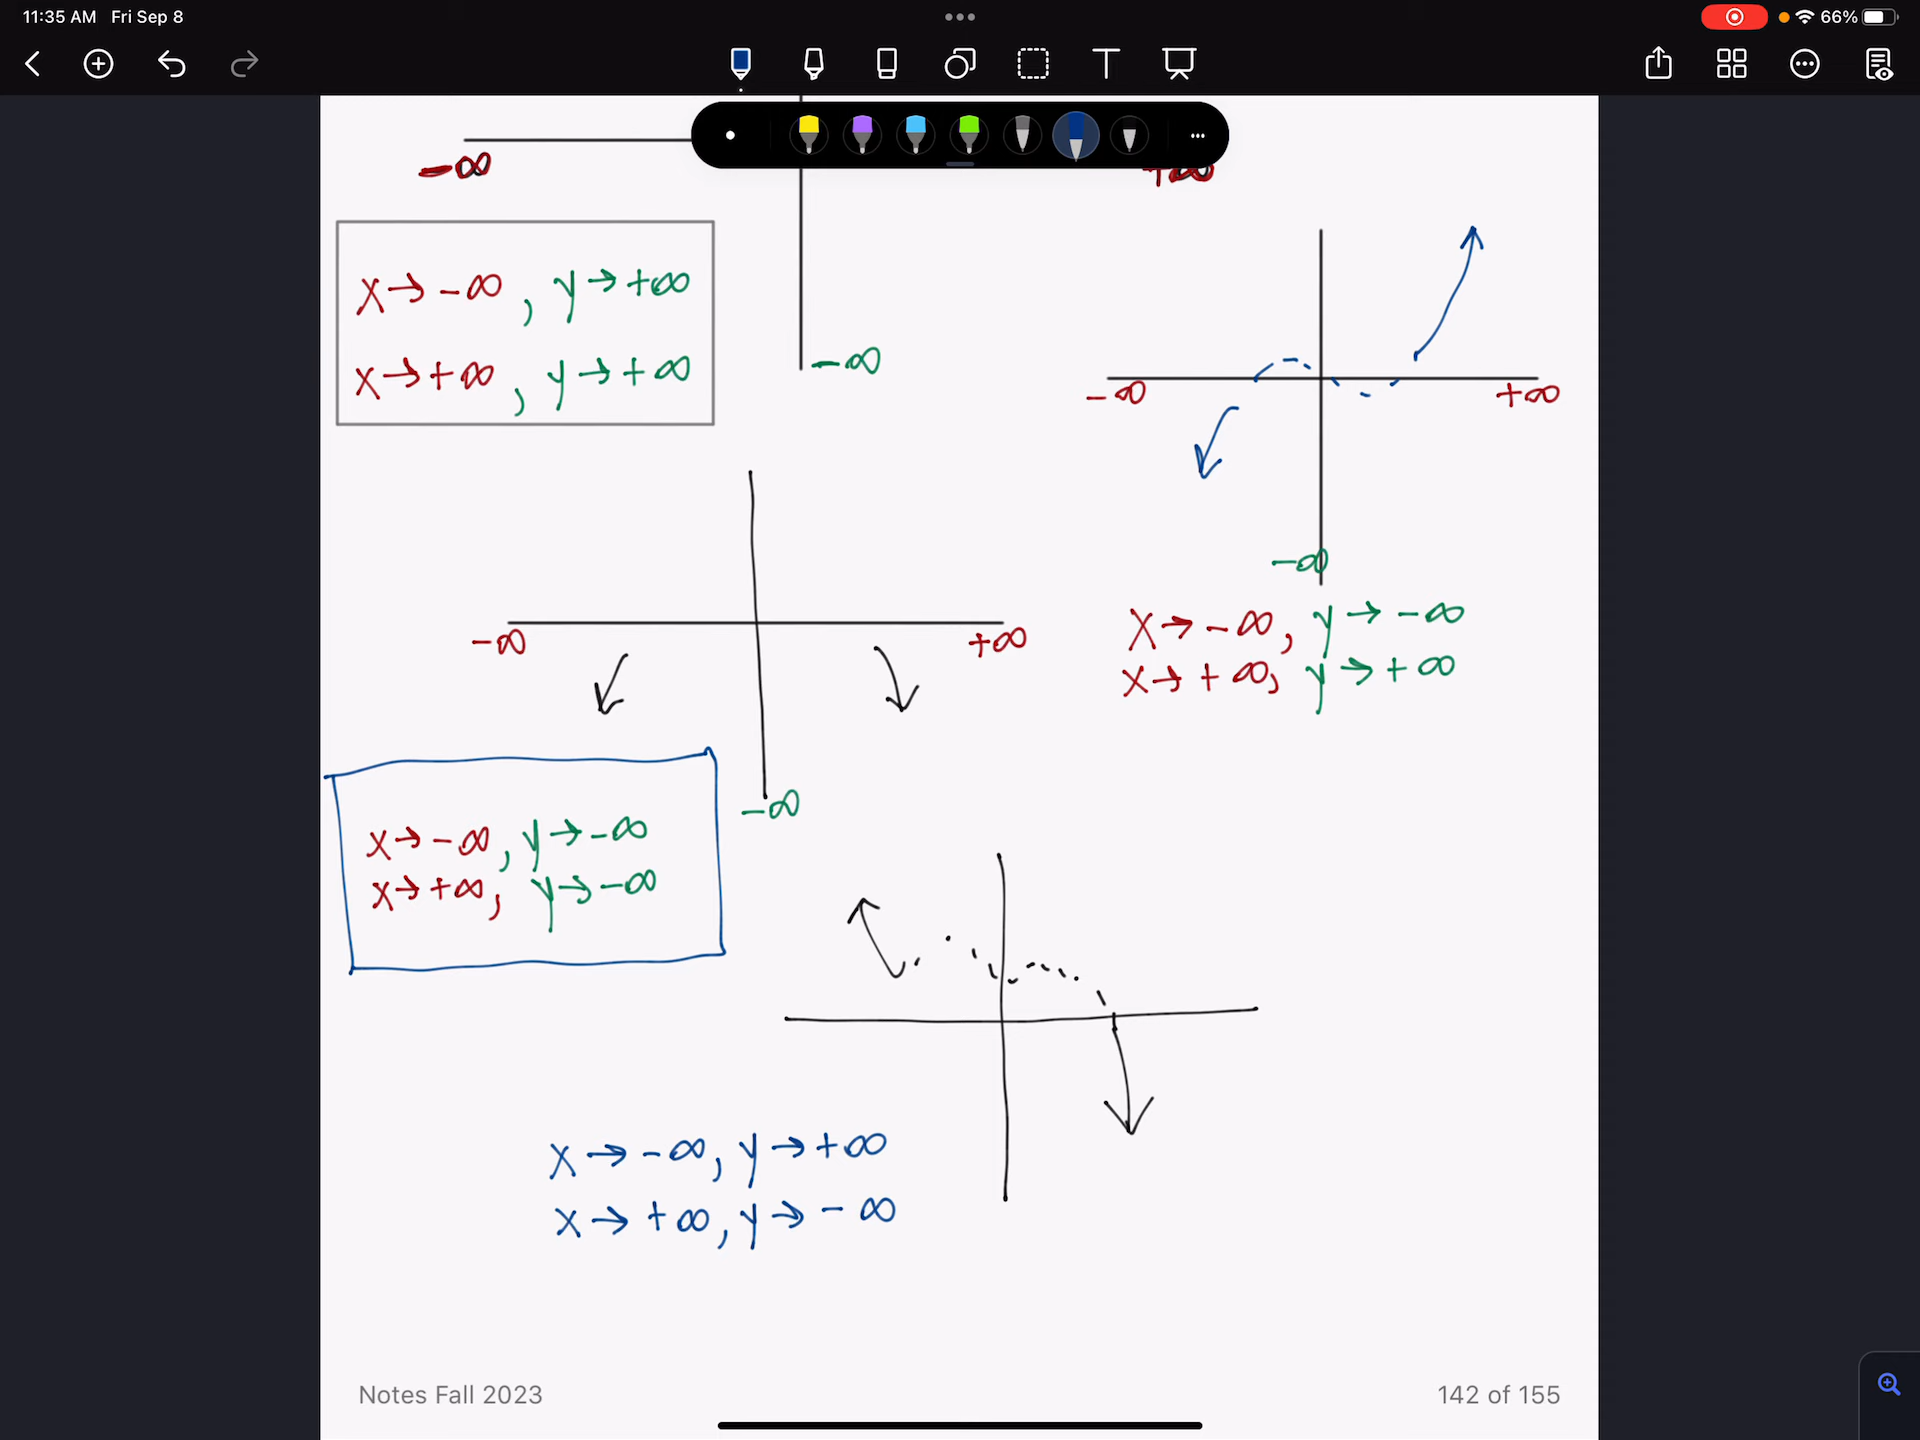 11:35 AM Fri Sep 8
66%
T
-∞
+∞
x→-∞, y→+∞
x→+∞, y→+∞
-∞
-∞
+∞
-∞
x→-∞, y→-∞
x→+∞, y→+∞
-∞
+∞
-∞
x→-∞, y→-∞
x→+∞, y→-∞
x→-∞, y→+∞
x→+∞, y→-∞
Notes Fall 2023
142 of 155